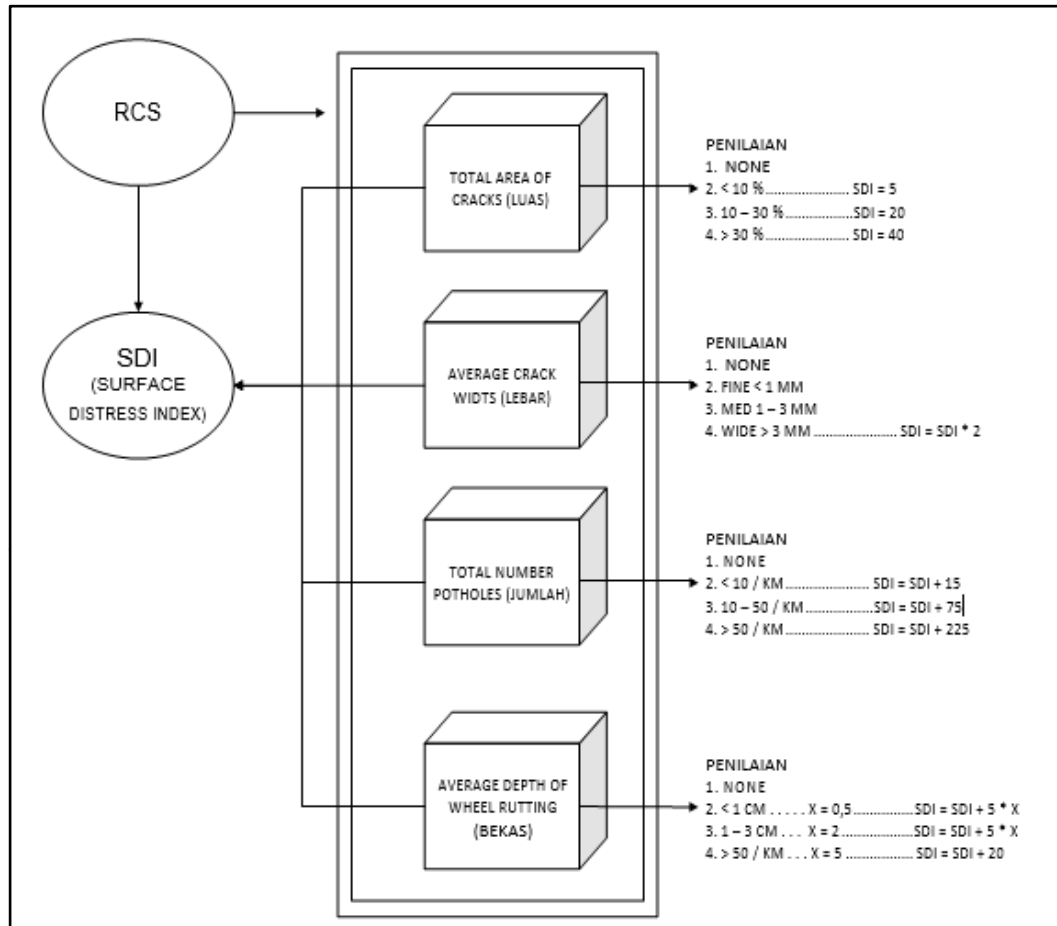 RCS
SDI
(SURFACE
DISTRESS INDEX)
TOTAL AREA OF
CRACKS (LUAS)
PENILAIAN
1. NONE
2. < 10 %...................... SDI = 5
3. 10 – 30 %...................SDI = 20
4. > 30 %...................... SDI = 40
AVERAGE CRACK
WIDTS (LEBAR)
PENILAIAN
1. NONE
2. FINE < 1 MM
3. MED 1 – 3 MM
4. WIDE > 3 MM ...................... SDI = SDI * 2
TOTAL NUMBER
POTHOLES (JUMLAH)
PENILAIAN
1. NONE
2. < 10 / KM ...................... SDI = SDI + 15
3. 10 – 50 / KM ..................SDI = SDI + 75
4. > 50 / KM ...................... SDI = SDI + 225
AVERAGE DEPTH OF
WHEEL RUTTING
(BEKAS)
PENILAIAN
1. NONE
2. < 1 CM . . . . . X = 0,5 ...................... SDI = SDI + 5 * X
3. 1 – 3 CM . . . X = 2 ...................SDI = SDI + 5 * X
4. > 50 / KM . . . X = 5 .................. SDI = SDI + 20